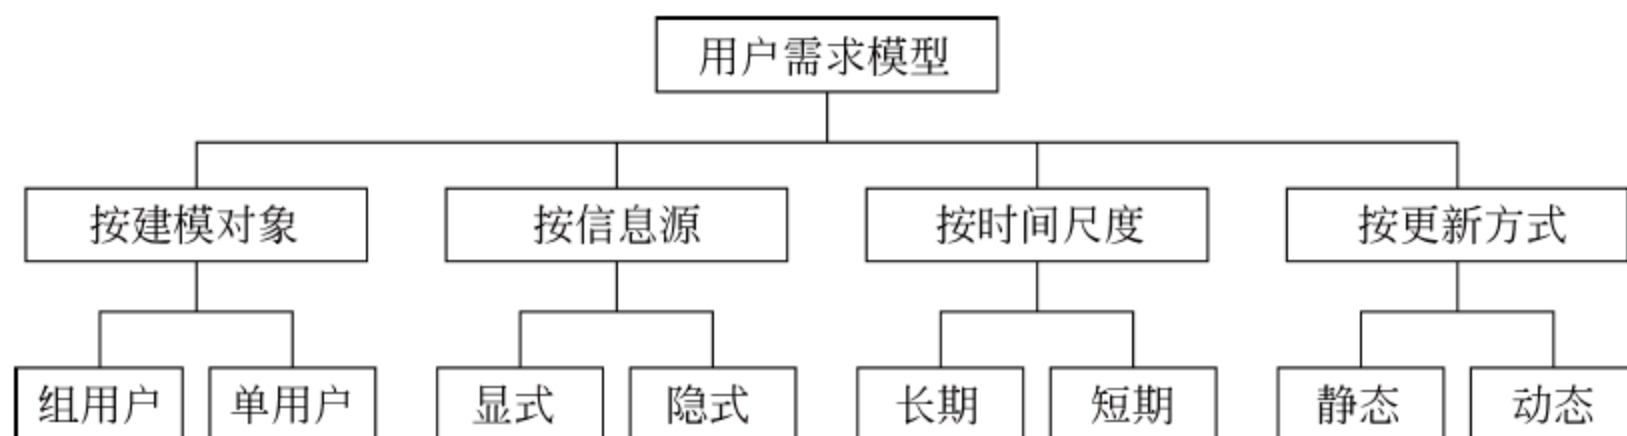 用户需求模型
按建模对象
按信息源
按时间尺度
按更新方式
组用户
单用户
显式
隐式
长期
短期
静态
动态